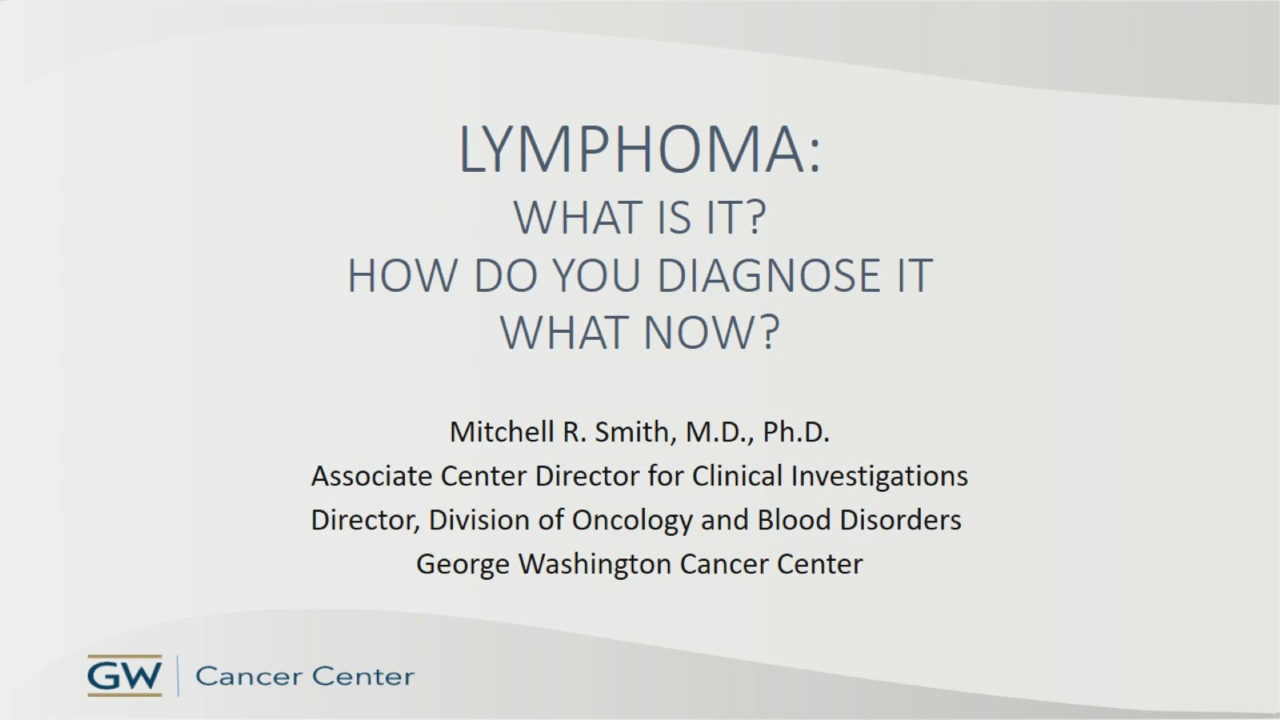 LYMPHOMA:
WHAT IS IT?
HOW DO YOU DIAGNOSE IT
WHAT NOW?
Mitchell R. Smith, M.D., Ph.D.
Associate Center Director for Clinical Investigations
Director, Division of Oncology and Blood Disorders
George Washington Cancer Center
GW Cancer Center